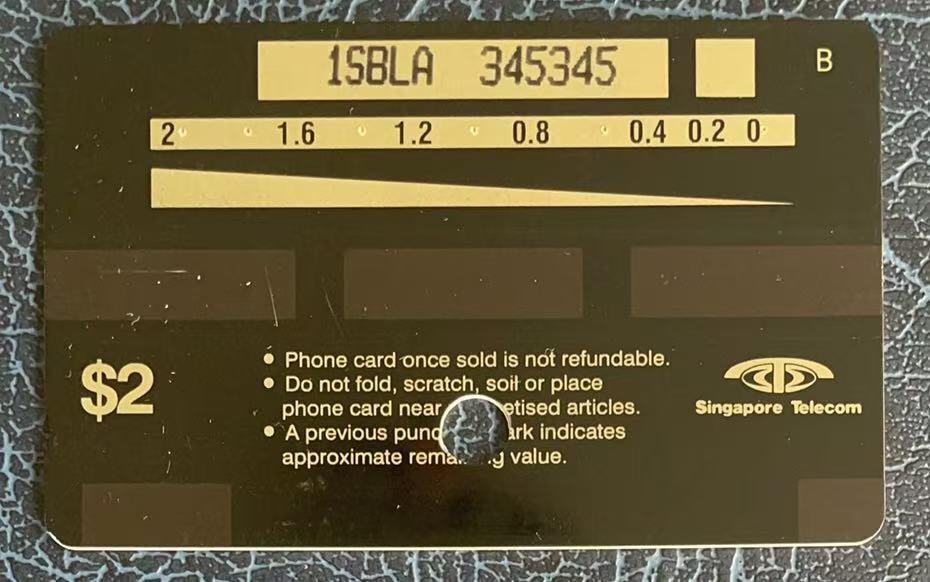 1SBLA 345345
B
2 1.6 1.2 0.8 0.4 0.2 0
$2
• Phone card once sold is not refundable.
• Do not fold, scratch, soil or place
phone card near etised articles.
• A previous indicates
approximate value.
Singapore Telecom